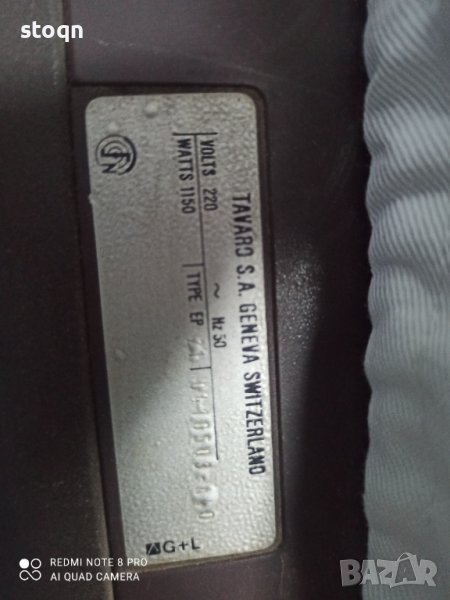 stoqn
TAVARO S.A. GENEVA SWITZERLAND
VOLTS 220 ~ Hz 50
WATTS 1150 TYPE EP
G+L
REDMI NOTE 8 PRO
AI QUAD CAMERA
BAZAR